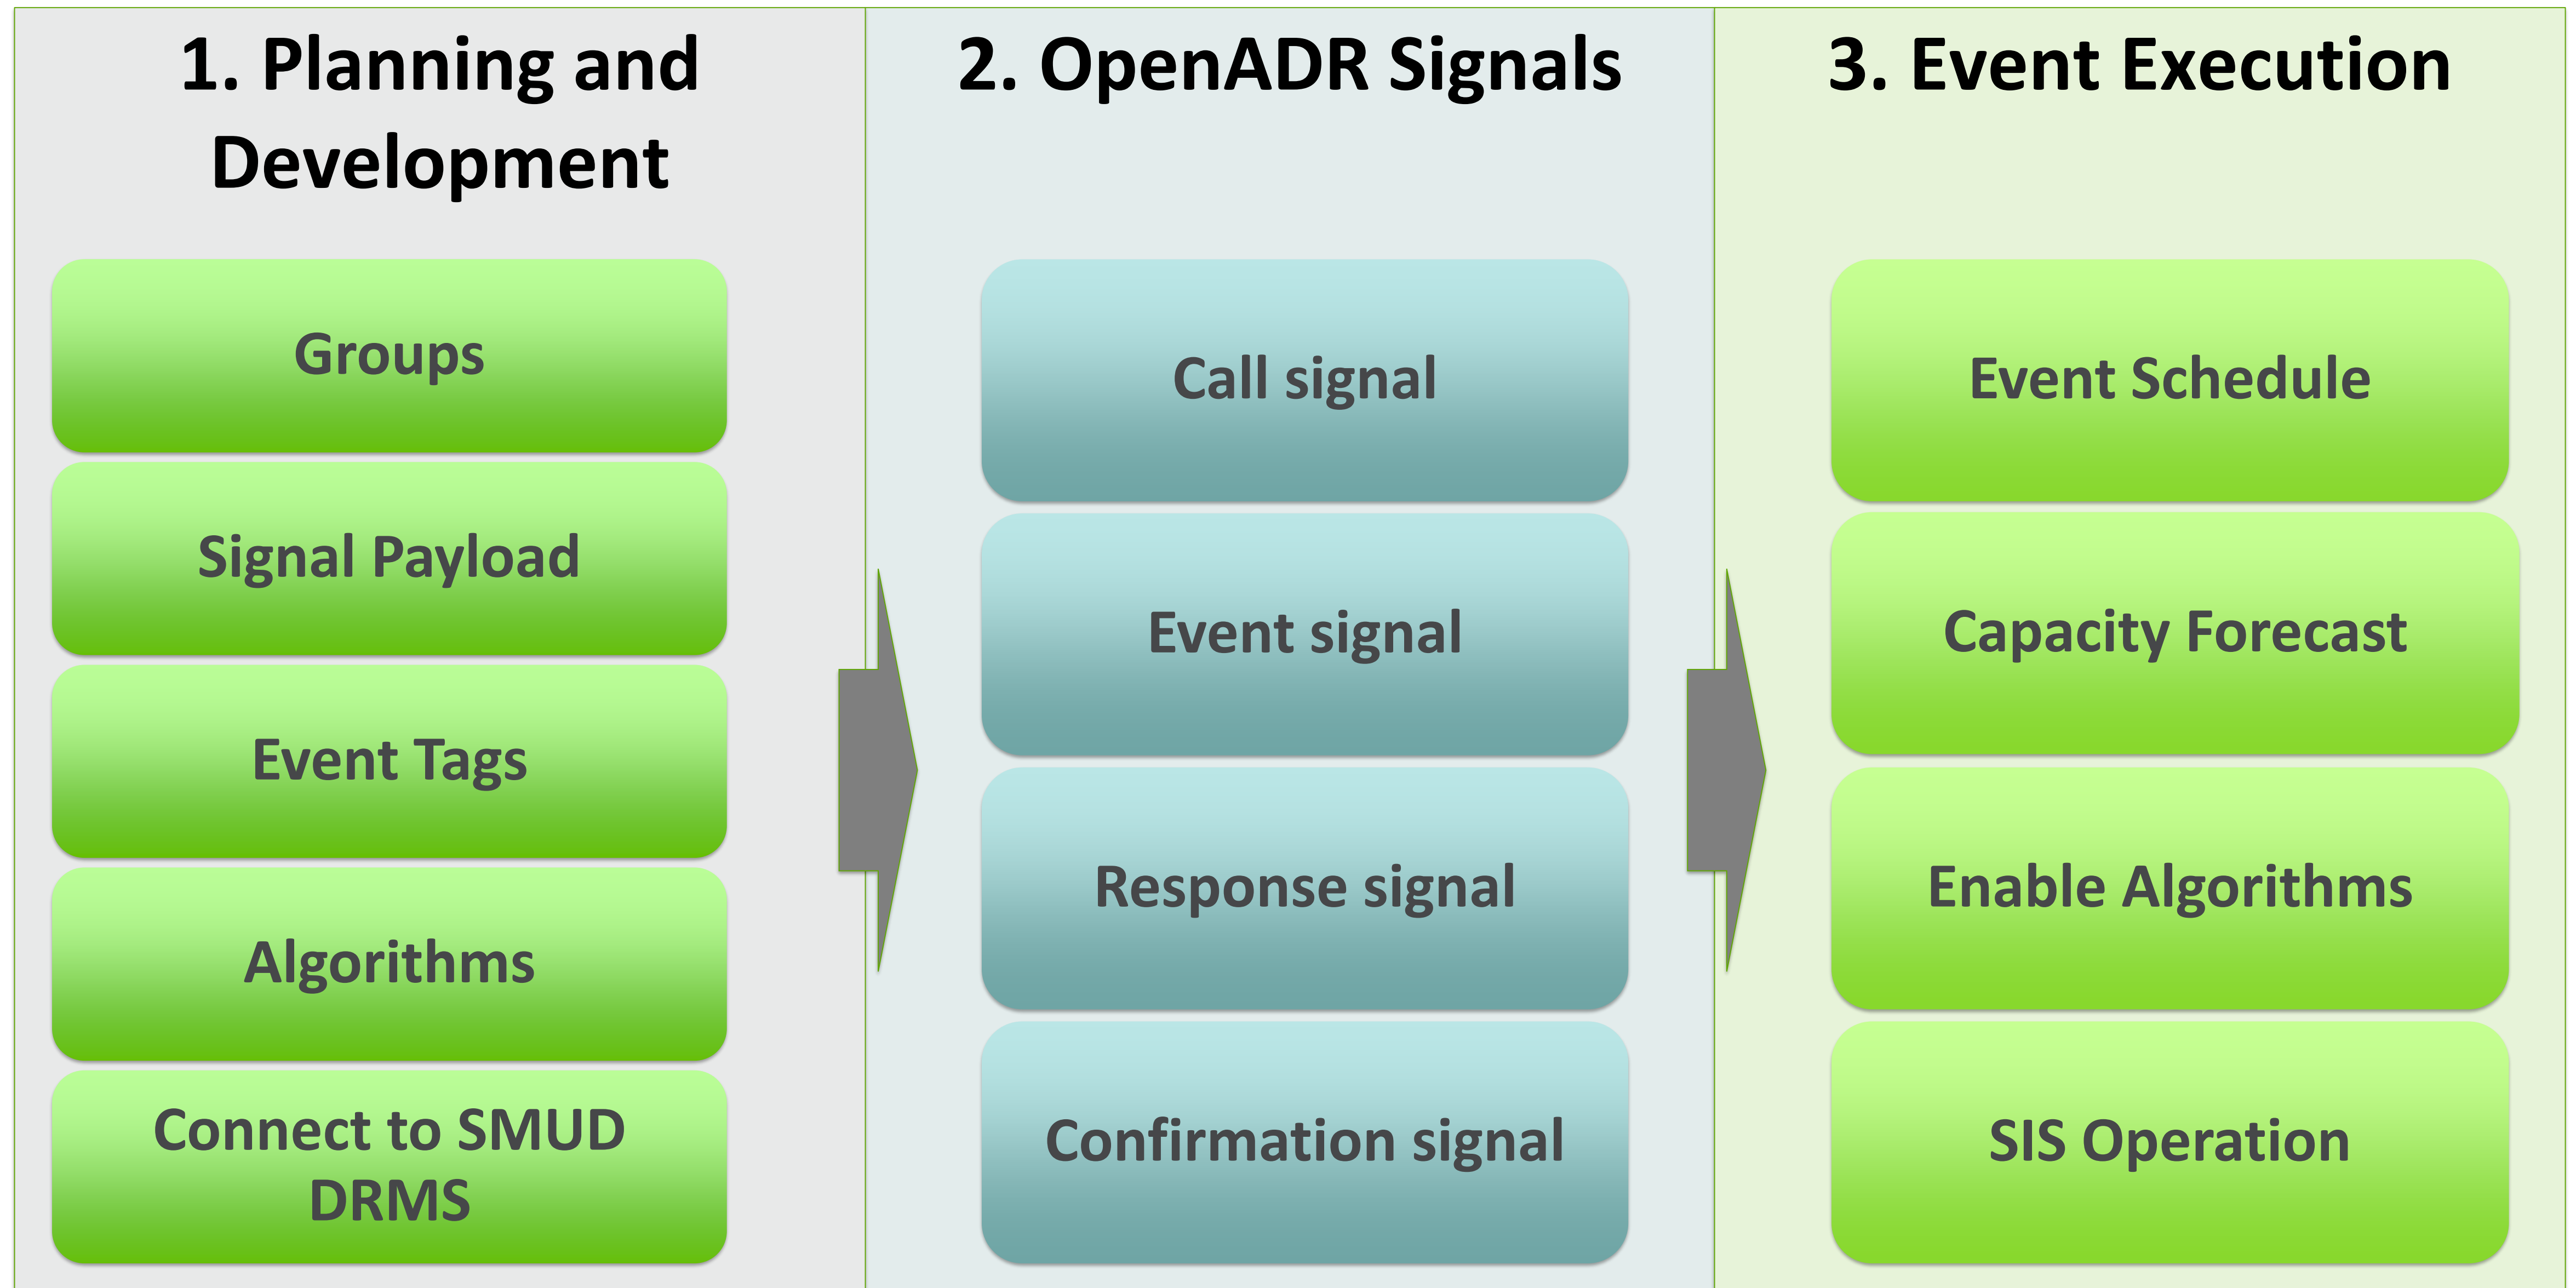 1. Planning and
Development
Groups
Signal Payload
Event Tags
Algorithms
Connect to SMUD
DRMS
2. OpenADR Signals
Call signal
Event signal
Response signal
Confirmation signal
3. Event Execution
Event Schedule
Capacity Forecast
Enable Algorithms
SIS Operation